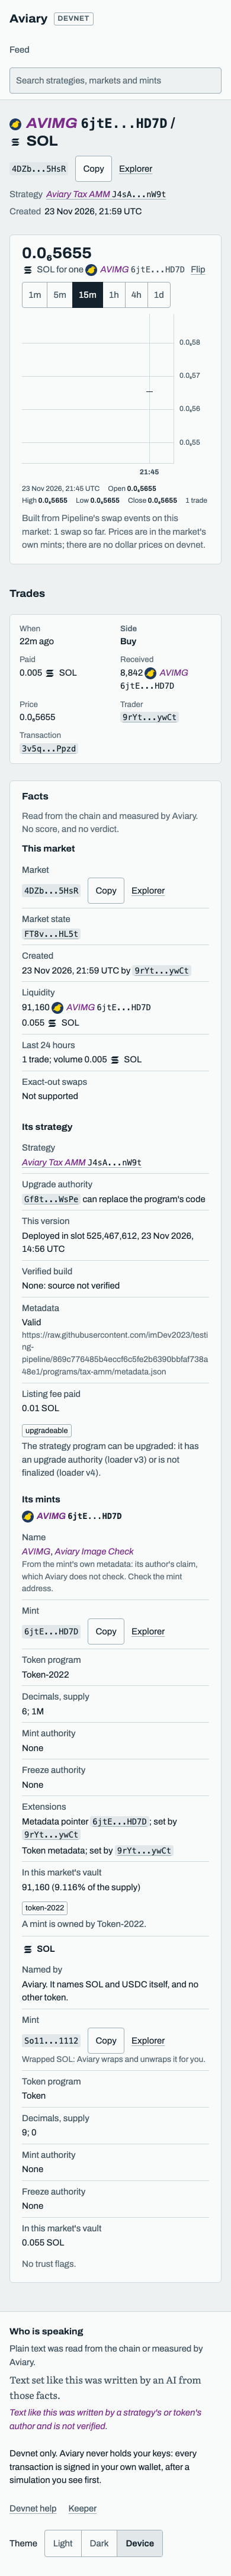 Aviary DEVNET
Feed
Search strategies, markets and mints
AVIMG 6jtE...HD7D /
SOL
4DZb...5HsR Copy Explorer
Strategy Aviary Tax AMM J4sA...nW9t
Created 23 Nov 2026, 21:59 UTC
0.0₆5655
SOL for one AVIMG 6jtE...HD7D Flip
1m 5m 15m 1h 4h 1d
0.0₆58
0.0₆57
0.0₆56
0.0₆55
21:45
23 Nov 2026, 21:45 UTC Open 0.0₆5655
High 0.0₆5655 Low 0.0₆5655 Close 0.0₆5655 1 trade
Built from Pipeline's swap events on this
market: 1 swap so far. Prices are in the market's
own mints; there are no dollar prices on devnet.
Trades
When Side
22m ago Buy
Paid Received
0.005 SOL 8,842 AVIMG
6jtE...HD7D
Price Trader
0.0₆5655 9rYt...ywCt
Transaction
3v5q...Ppzd
Facts
Read from the chain and measured by Aviary.
No score, and no verdict.
This market
Market
4DZb...5HsR Copy Explorer
Market state
FT8v...HL5t
Created
23 Nov 2026, 21:59 UTC by 9rYt...ywCt
Liquidity
91,160 AVIMG 6jtE...HD7D
0.055 SOL
Last 24 hours
1 trade; volume 0.005 SOL
Exact-out swaps
Not supported
Its strategy
Strategy
Aviary Tax AMM J4sA...nW9t
Upgrade authority
Gf8t...WsPe can replace the program's code
This version
Deployed in slot 525,467,612, 23 Nov 2026,
14:56 UTC
Verified build
None: source not verified
Metadata
Valid
https://raw.githubusercontent.com/imDev2023/testi
ng-
pipeline/869c776485b4eccf6c5fe2b6390bbfaf738a
48e1/programs/tax-amm/metadata.json
Listing fee paid
0.01 SOL
upgradeable
The strategy program can be upgraded: it has
an upgrade authority (loader v3) or is not
finalized (loader v4).
Its mints
AVIMG 6jtE...HD7D
Name
AVIMG, Aviary Image Check
From the mint's own metadata: its author's claim,
which Aviary does not check. Check the mint
address.
Mint
6jtE...HD7D Copy Explorer
Token program
Token-2022
Decimals, supply
6; 1M
Mint authority
None
Freeze authority
None
Extensions
Metadata pointer 6jtE...HD7D; set by
9rYt...ywCt
Token metadata; set by 9rYt...ywCt
In this market's vault
91,160 (9.116% of the supply)
token-2022
A mint is owned by Token-2022.
SOL
Named by
Aviary. It names SOL and USDC itself, and no
other token.
Mint
So11...1112 Copy Explorer
Wrapped SOL: Aviary wraps and unwraps it for you.
Token program
Token
Decimals, supply
9; 0
Mint authority
None
Freeze authority
None
In this market's vault
0.055 SOL
No trust flags.
Who is speaking
Plain text was read from the chain or measured by
Aviary.
Text set like this was written by an AI from
those facts.
Text like this was written by a strategy's or token's
author and is not verified.
Devnet only. Aviary never holds your keys: every
transaction is signed in your own wallet, after a
simulation you see first.
Devnet help Keeper
Theme Light Dark Device